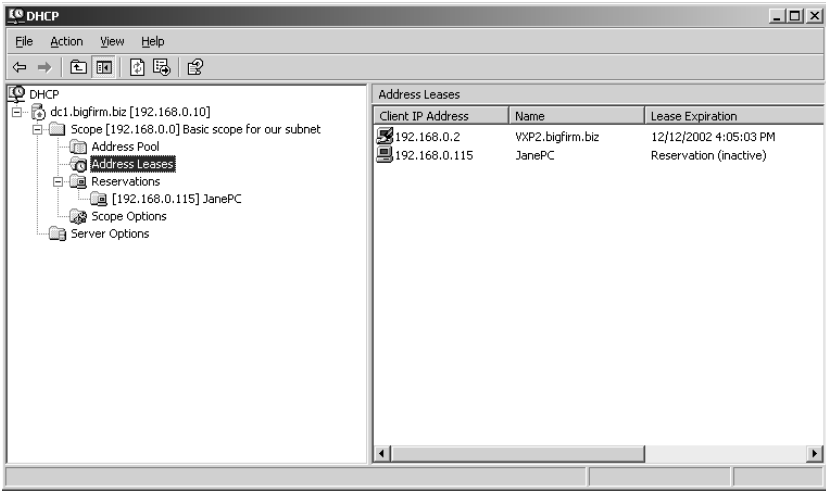 DHCP
File Action View Help
DHCP
dc1.bigfirm.biz [192.168.0.10]
Scope [192.168.0.0] Basic scope for our subnet
Address Pool
Address Leases
Reservations
[192.168.0.115] JanePC
Scope Options
Server Options
Address Leases
Client IP Address Name Lease Expiration
192.168.0.2 VXP2.bigfirm.biz 12/12/2002 4:05:03 PM
192.168.0.115 JanePC Reservation (inactive)